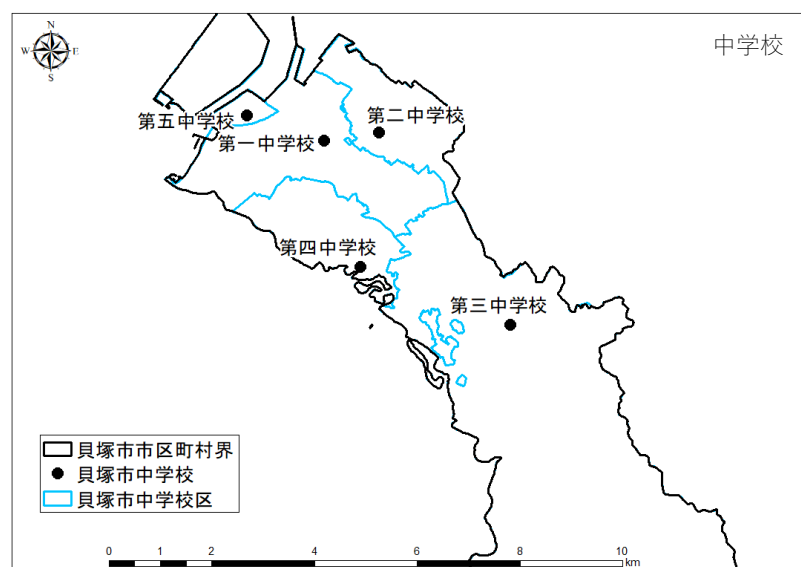 中学校
N
W
E
S
第五中学校
第二中学校
第一中学校
第四中学校
第三中学校
貝塚市市区町村界
貝塚市中学校
貝塚市中学校区
0 0.5 1 2 4 6 8 10
km